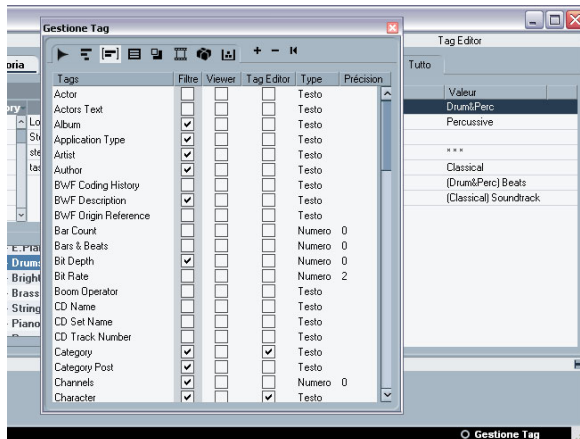 Gestione Tag
Tag Editor
oria
Tutto
Tags Filtre Viewer Tag Editor Type Précision
Valeur
Actor Testo
Drum&Perc
Actors Text Testo
Percussive
Album Testo
Application Type Testo
* * *
Artist Testo
Classical
Author Testo
(Drum&Perc) Beats
BWF Coding History Testo
(Classical) Soundtrack
BWF Description Testo
BWF Origin Reference Testo
Bar Count Numero 0
Bars & Beats Numero 0
Bit Depth Numero 0
Bit Rate Numero 2
Boom Operator Testo
CD Name Testo
CD Set Name Testo
CD Track Number Testo
Category Testo
Category Post Testo
Channels Numero 0
Character Testo
Drums
Bright
Brass
String
Piano
Gestione Tag